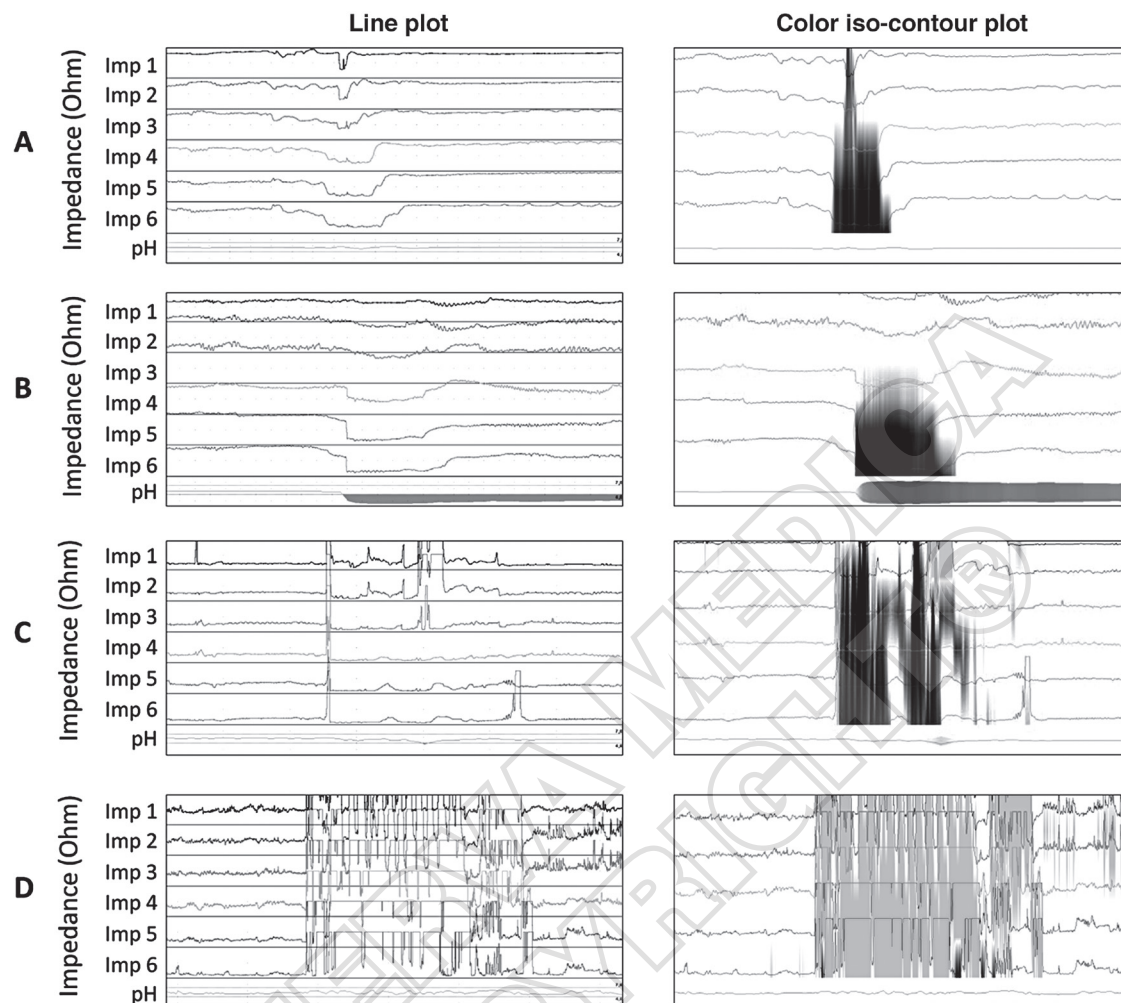 Line plot
Color iso-contour plot
A
Impedance (Ohm)
Imp 1
Imp 2
Imp 3
Imp 4
Imp 5
Imp 6
pH
B
Impedance (Ohm)
Imp 1
Imp 2
Imp 3
Imp 4
Imp 5
Imp 6
pH
C
Impedance (Ohm)
Imp 1
Imp 2
Imp 3
Imp 4
Imp 5
Imp 6
pH
D
Impedance (Ohm)
Imp 1
Imp 2
Imp 3
Imp 4
Imp 5
Imp 6
pH
MEDICA